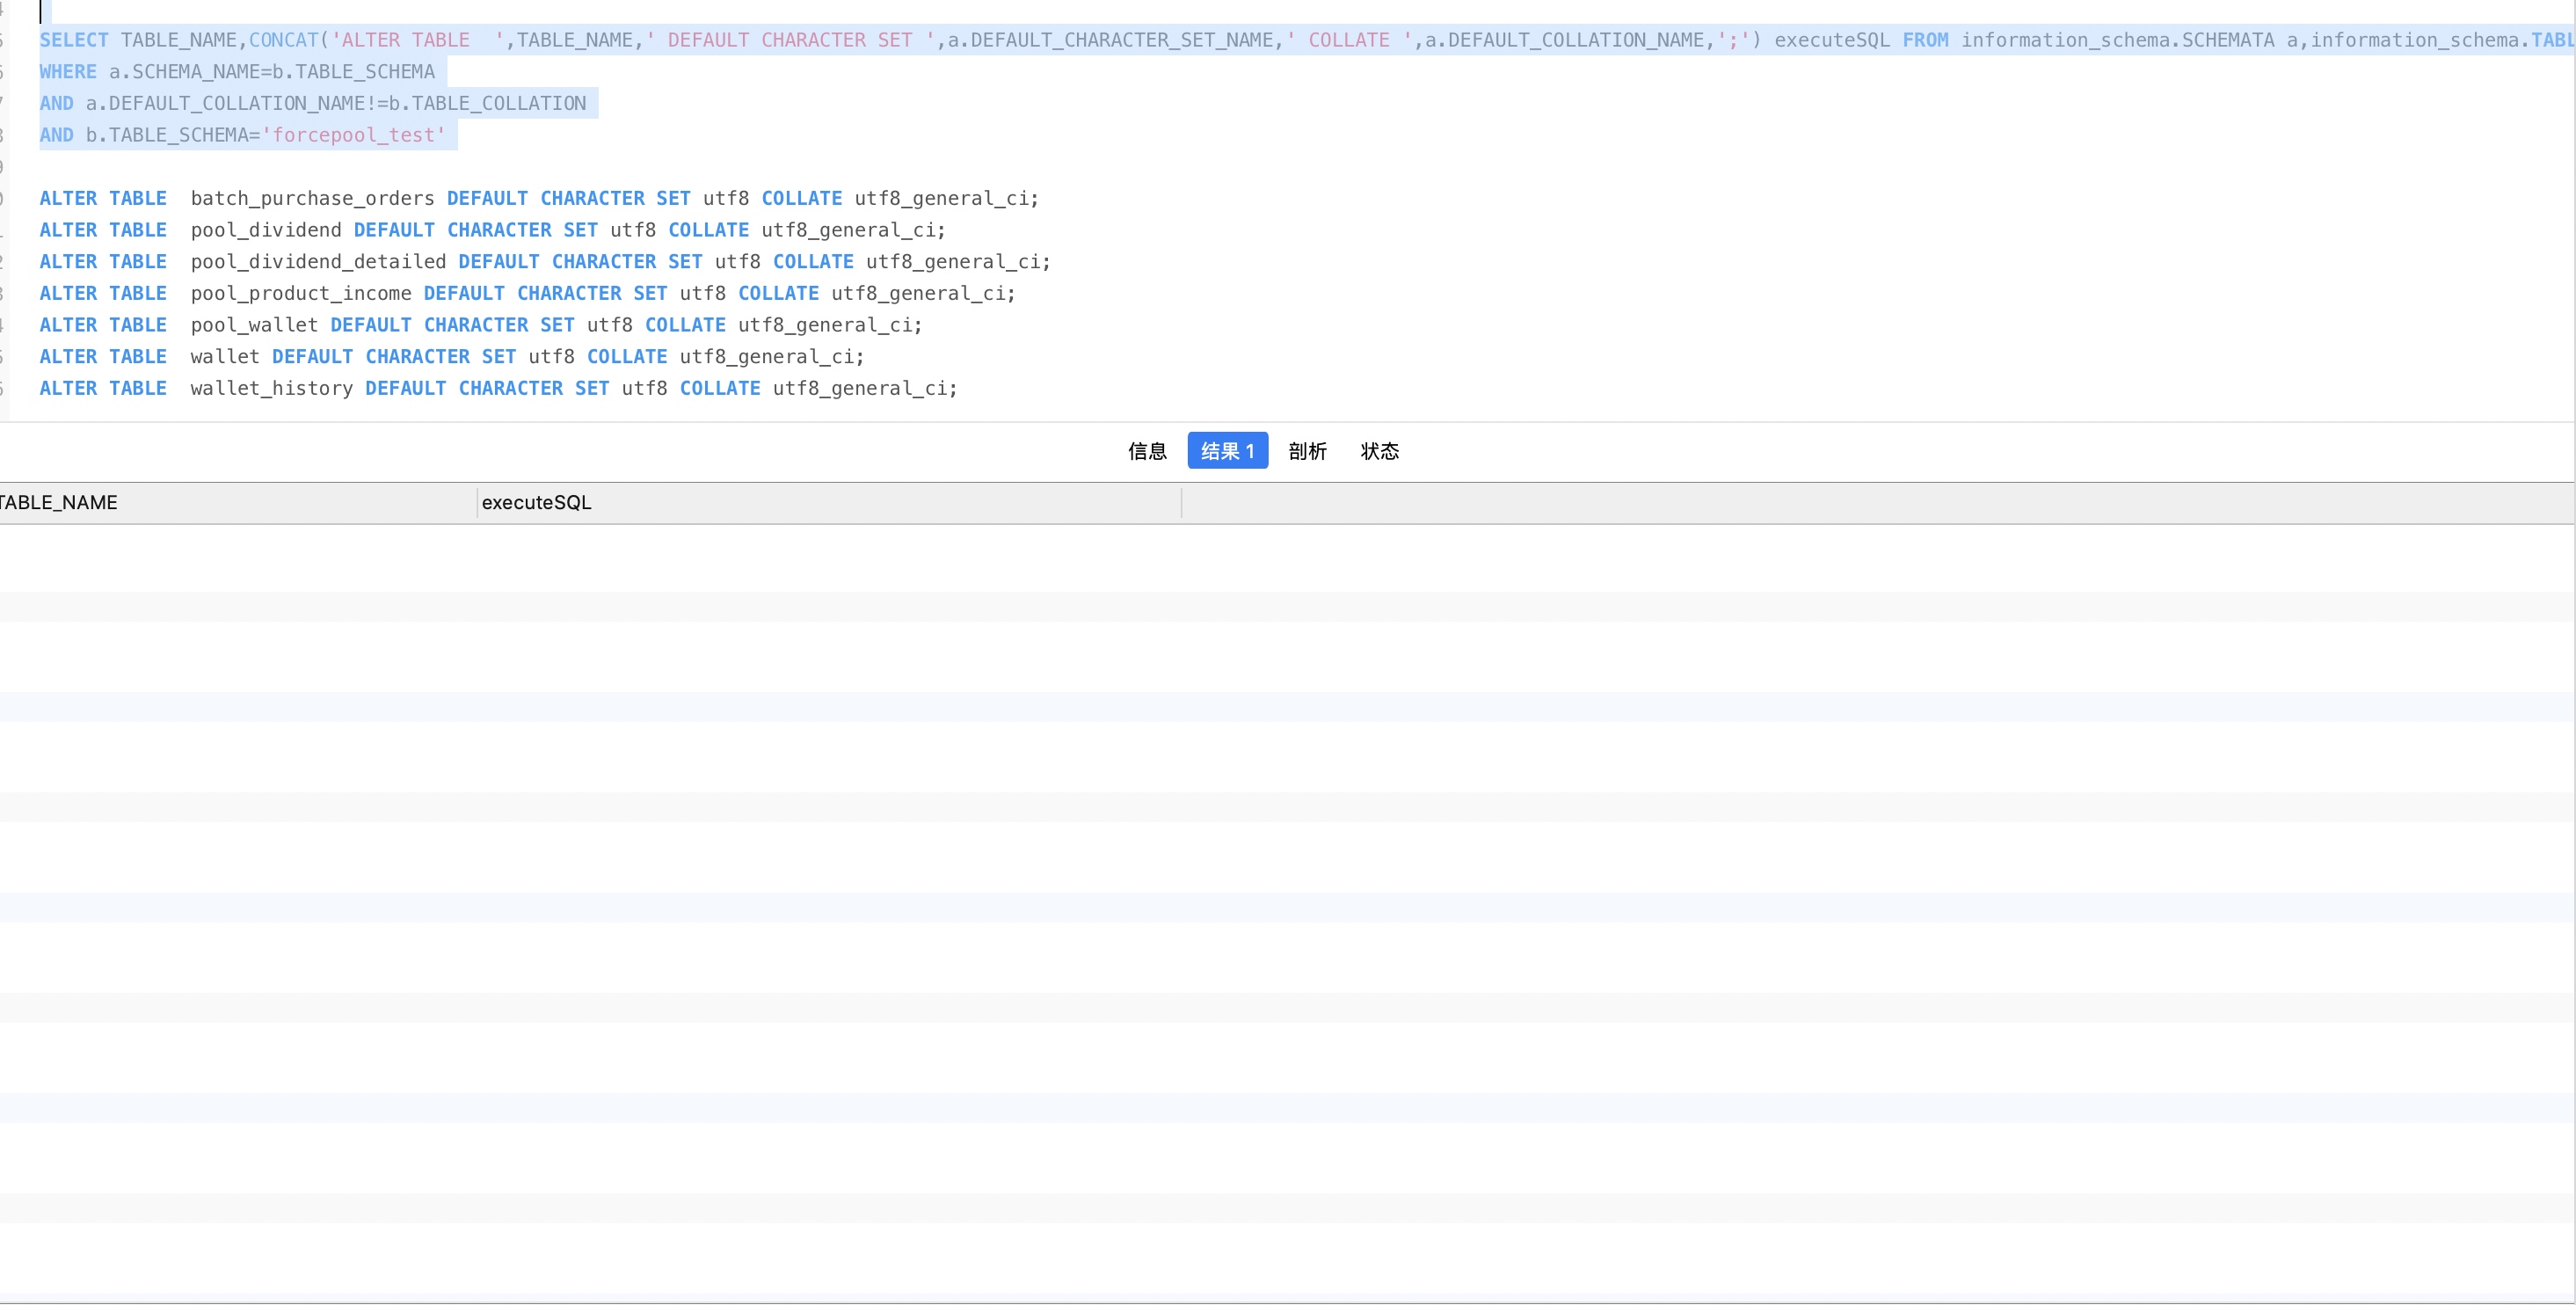 SELECT TABLE_NAME,CONCAT('ALTER TABLE  ',TABLE_NAME,' DEFAULT CHARACTER SET ',a.DEFAULT_CHARACTER_SET_NAME,' COLLATE ',a.DEFAULT_COLLATION_NAME,';') executeSQL FROM information_schema.SCHEMATA a,information_schema.TABL
WHERE a.SCHEMA_NAME=b.TABLE_SCHEMA
AND a.DEFAULT_COLLATION_NAME!=b.TABLE_COLLATION
AND b.TABLE_SCHEMA='forcepool_test'
ALTER TABLE  batch_purchase_orders DEFAULT CHARACTER SET utf8 COLLATE utf8_general_ci;
ALTER TABLE  pool_dividend DEFAULT CHARACTER SET utf8 COLLATE utf8_general_ci;
ALTER TABLE  pool_dividend_detailed DEFAULT CHARACTER SET utf8 COLLATE utf8_general_ci;
ALTER TABLE  pool_product_income DEFAULT CHARACTER SET utf8 COLLATE utf8_general_ci;
ALTER TABLE  pool_wallet DEFAULT CHARACTER SET utf8 COLLATE utf8_general_ci;
ALTER TABLE  wallet DEFAULT CHARACTER SET utf8 COLLATE utf8_general_ci;
ALTER TABLE  wallet_history DEFAULT CHARACTER SET utf8 COLLATE utf8_general_ci;
信息 结果 1 剖析 状态
TABLE_NAME executeSQL